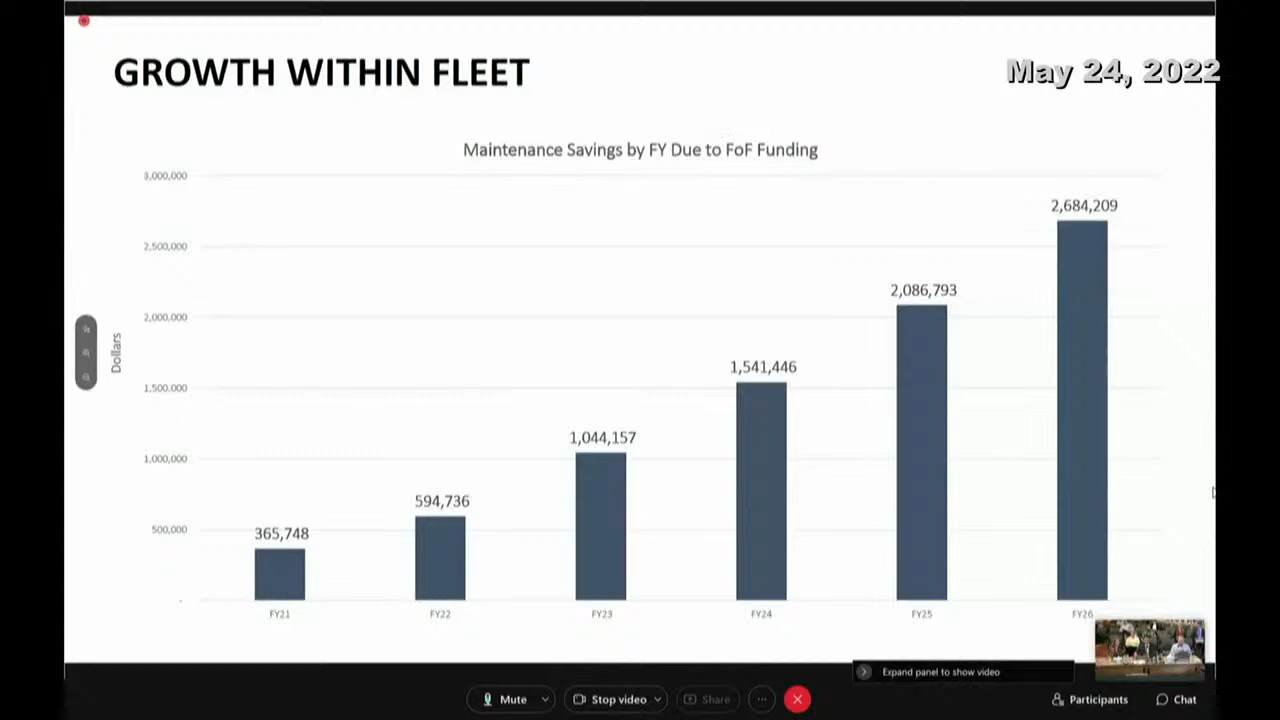 GROWTH WITHIN FLEET
May 24, 2022
Maintenance Savings by FY Due to FoF Funding
3,000,000
2,684,209
2,500,000
2,086,793
2,000,000
Dollars
1,541,446
1,500,000
1,044,157
1,000,000
594,736
365,748
500,000
-
FY21
FY22
FY23
FY24
FY25
FY26
Expand panel to show video
Mute
Stop video
Share
Participants
Chat